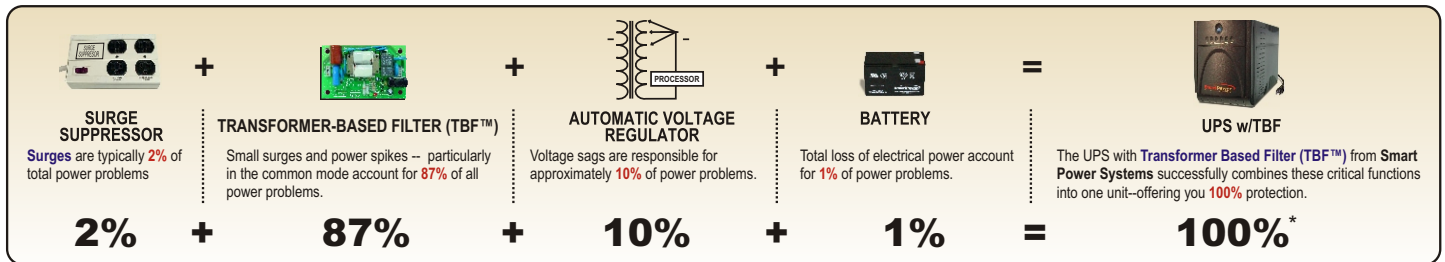 SURGE
SUPPRESSOR
+
+
PROCESSOR
+
=
SURGE
SUPPRESSOR
Surges are typically 2% of
total power problems
TRANSFORMER-BASED FILTER (TBF™)
Small surges and power spikes -- particularly
in the common mode account for 87% of all
power problems.
AUTOMATIC VOLTAGE
REGULATOR
Voltage sags are responsible for
approximately 10% of power problems.
BATTERY
Total loss of electrical power account
for 1% of power problems.
UPS w/TBF
The UPS with Transformer Based Filter (TBF™) from Smart
Power Systems successfully combines these critical functions
into one unit--offering you 100% protection.
2% + 87% + 10% + 1% = 100%*